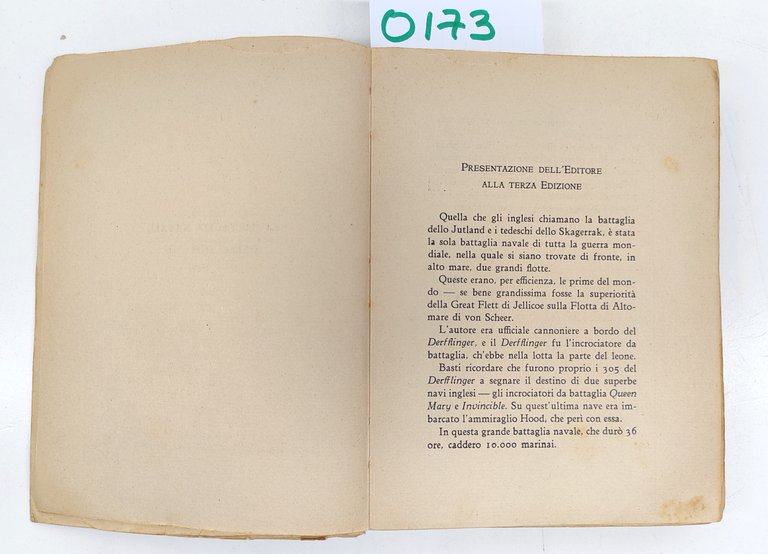 0173
Presentazione dell'Editore
alla terza Edizione
Quella che gli inglesi chiamano la battaglia
dello Jutland e i tedeschi dello Skagerrak, è stata
la sola battaglia navale di tutta la guerra mon-
diale, nella quale si siano trovate di fronte, in
alto mare, due grandi flotte.
Queste erano, per efficienza, le prime del mon-
do — se bene grandissima fosse la superiorità
della Great Flett di Jellicoe sulla Flotta di Alto-
mare di von Scheer.
L'autore era ufficiale cannoniere a bordo del
Derfflinger, e il Derfflinger fu l'incrociatore da
battaglia, ch'ebbe nella lotta la parte del leone.
Basti ricordare che furono proprio i 305 del
Derfflinger a segnare il destino di due superbe
navi inglesi — gli incrociatori da battaglia Queen
Mary e Invincible. Su quest'ultima nave era im-
barcato l'ammiraglio Hood, che perì con essa.
In questa grande battaglia navale, che durò 36
ore, caddero 10.000 marinai.